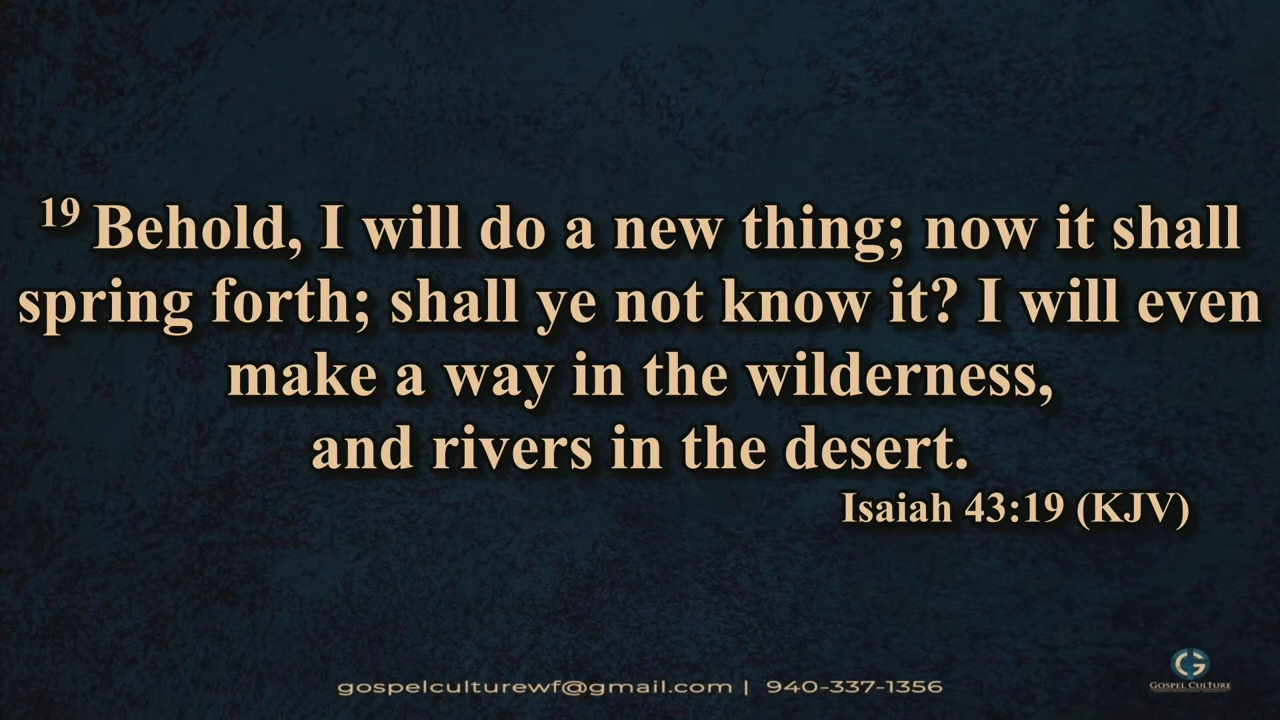 19 Behold, I will do a new thing; now it shall
spring forth; shall ye not know it? I will even
make a way in the wilderness,
and rivers in the desert.
Isaiah 43:19 (KJV)
gospelculturewf@gmail.com | 940-337-1356
GOSPEL CULTURE